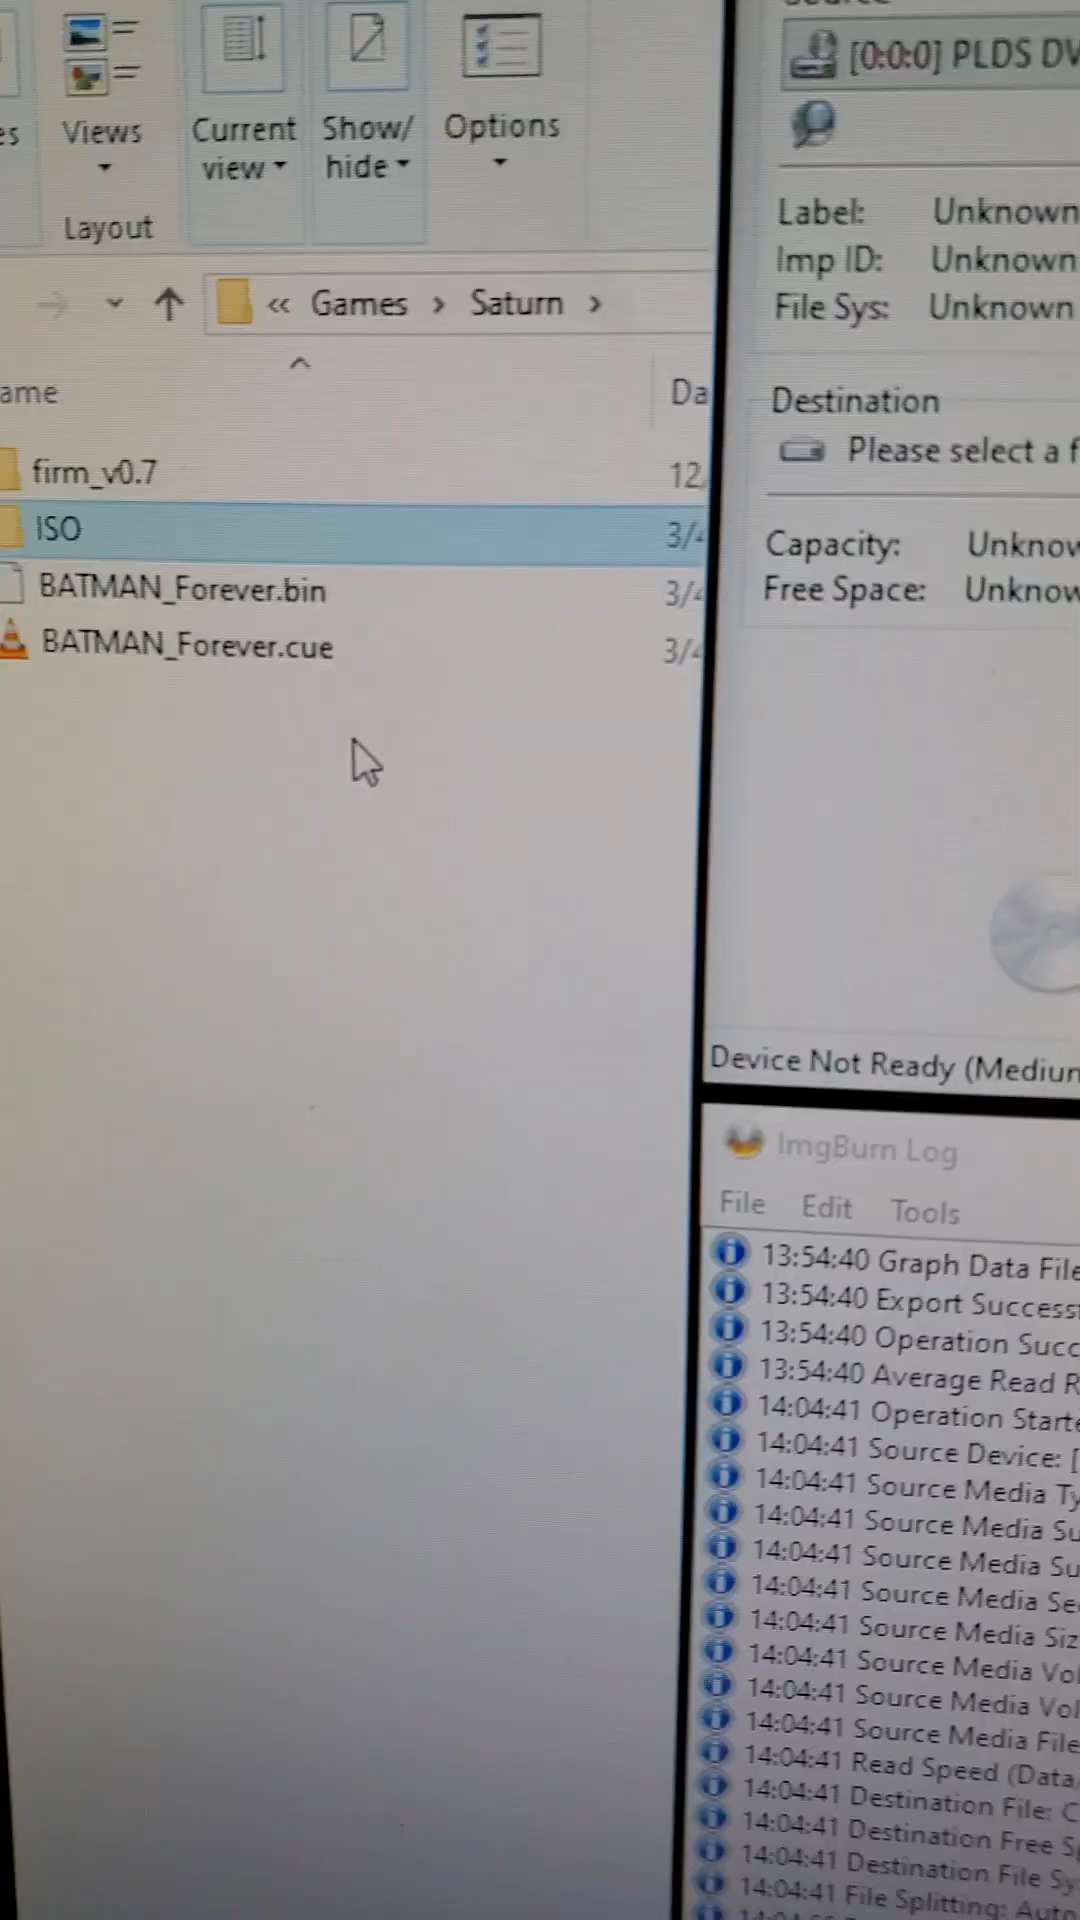 Views
Current view
Show/ hide
Options
Layout
« Games > Saturn >
firm_v0.7
12
ISO
3/4
BATMAN_Forever.bin
3/4
BATMAN_Forever.cue
3/4
[0:0:0] PLDS DV
Label: Unknown
Imp ID: Unknown
File Sys: Unknown
Destination
Please select a f
Capacity: Unknow
Free Space: Unknow
Device Not Ready (Medium
ImgBurn Log
File Edit Tools
13:54:40 Graph Data File
13:54:40 Export Success
13:54:40 Operation Succ
13:54:40 Average Read R
14:04:41 Operation Starte
14:04:41 Source Device: [
14:04:41 Source Media Ty
14:04:41 Source Media Su
14:04:41 Source Media Su
14:04:41 Source Media Se
14:04:41 Source Media Siz
14:04:41 Source Media Vol
14:04:41 Source Media Vol
14:04:41 Source Media File
14:04:41 Read Speed (Data
14:04:41 Destination File: C
14:04:41 Destination Free S
14:04:41 Destination File Sy
14:04:41 File Splitting: Auto